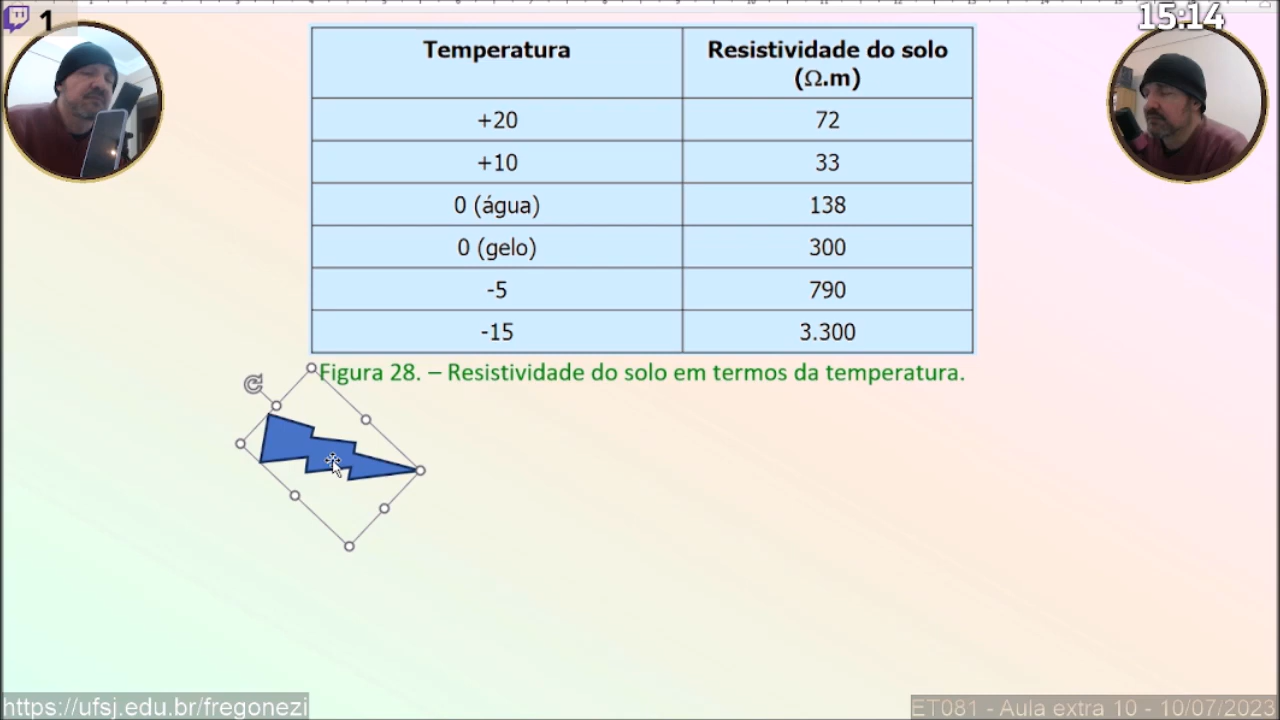 1
15:14
Temperatura
Resistividade do solo
(Ω.m)
+20
72
+10
33
0 (água)
138
0 (gelo)
300
-5
790
-15
3.300
Figura 28. – Resistividade do solo em termos da temperatura.
https://ufsj.edu.br/fregonezi
ET081 - Aula extra 10 - 10/07/2023